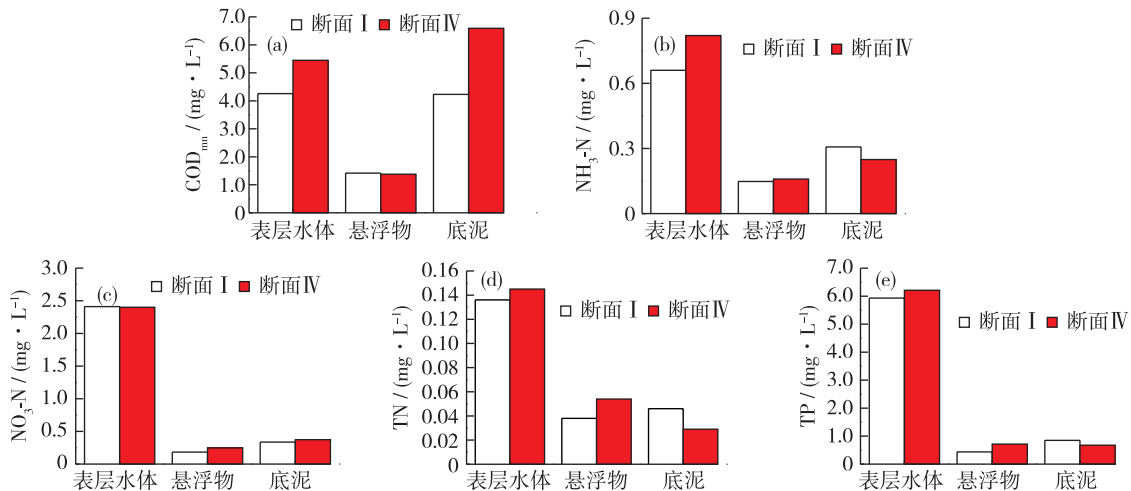 (a)
断面Ⅰ 断面Ⅳ
CODmn / (mg·L⁻¹)
7.0
6.0
5.0
4.0
3.0
2.0
1.0
0
表层水体 悬浮物 底泥
(b)
断面Ⅰ 断面Ⅳ
NH₃-N / (mg·L⁻¹)
0.9
0.6
0.3
0
表层水体 悬浮物 底泥
(c)
断面Ⅰ 断面Ⅳ
NO₃-N / (mg·L⁻¹)
3.0
2.5
2.0
1.5
1.0
0.5
0
表层水体 悬浮物 底泥
(d)
断面Ⅰ 断面Ⅳ
TN / (mg·L⁻¹)
0.16
0.14
0.12
0.10
0.08
0.06
0.04
0.02
0
表层水体 悬浮物 底泥
(e)
断面Ⅰ 断面Ⅳ
TP / (mg·L⁻¹)
7.0
6.0
5.0
4.0
3.0
2.0
1.0
0
表层水体 悬浮物 底泥